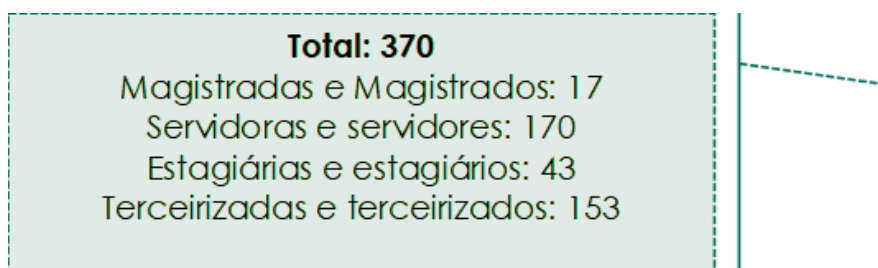 Total: 370
Magistradas e Magistrados: 17
Servidoras e servidores: 170
Estagiárias e estagiários: 43
Terceirizadas e terceirizados: 153